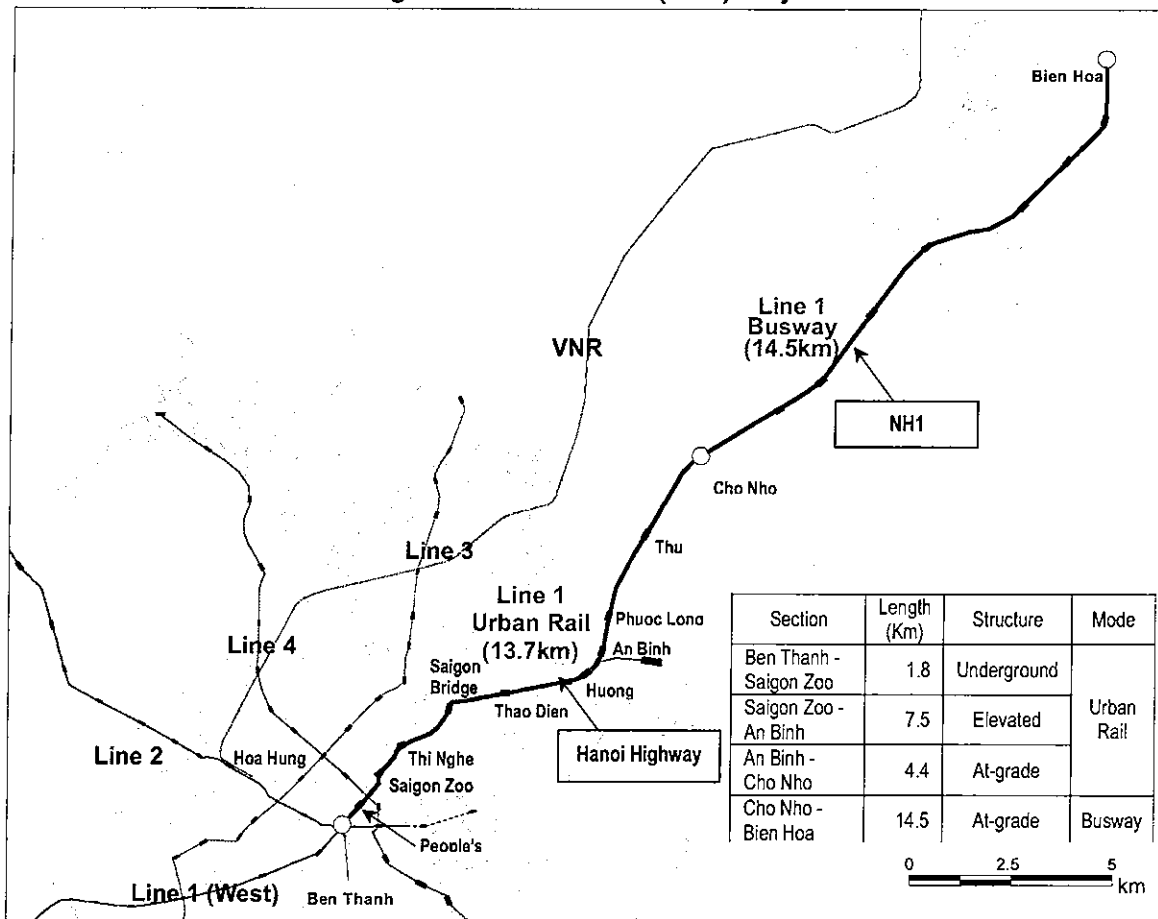 Bien Hoa
Line 1
Busway
(14.5km)
VNR
NH1
Cho Nho
Line 3
Thu
Line 1
Urban Rail
(13.7km)
Phuoc Long
An Binh
Line 4
Saigon
Bridge
Huong
Thao Dien
Line 2
Hoa Hung
Thi Nghe
Hanoi Highway
Saigon Zoo
People's
Line 1 (West)
Ben Thanh
Section Length (Km) Structure Mode
Ben Thanh - Saigon Zoo 1.8 Underground Urban Rail
Saigon Zoo - An Binh 7.5 Elevated
An Binh - Cho Nho 4.4 At-grade
Cho Nho - Bien Hoa 14.5 At-grade Busway
0 2.5 5
km